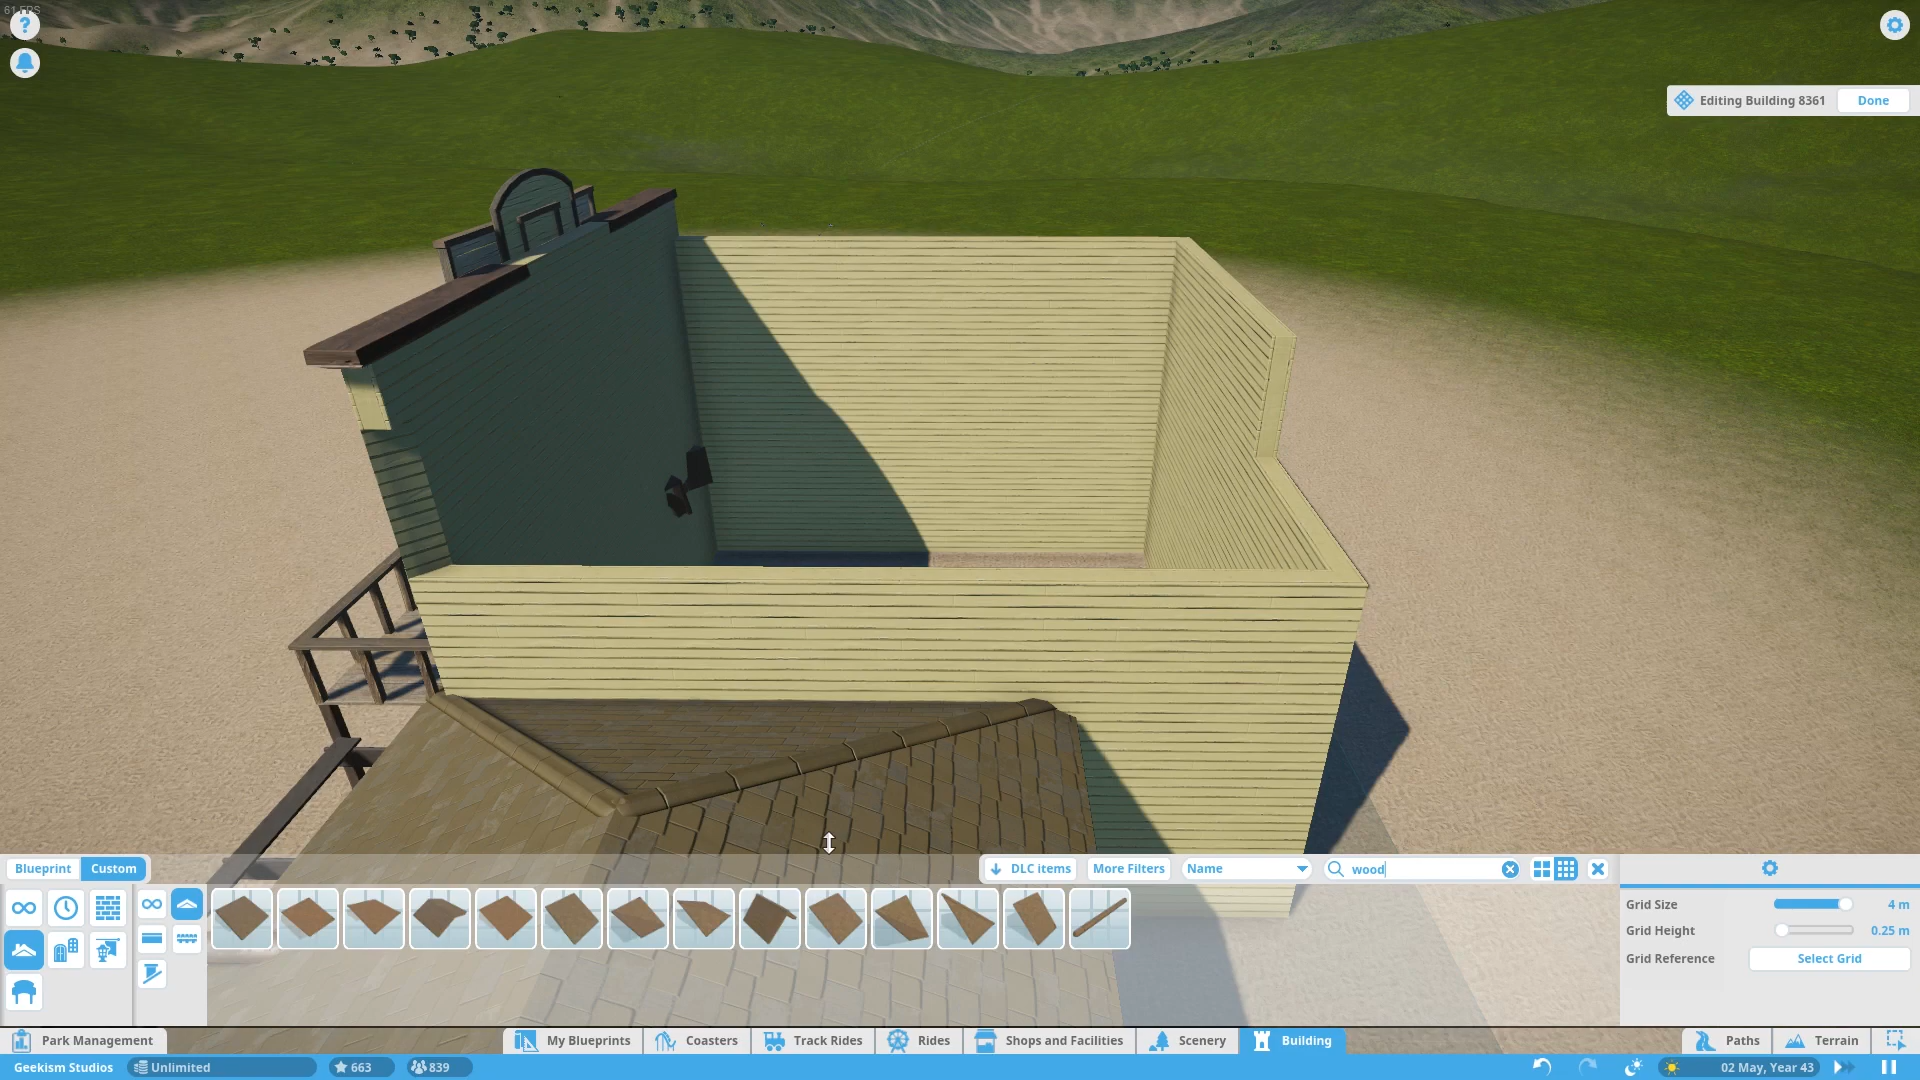 61 FPS
?
Editing Building 8361
Done
Blueprint
Custom
DLC items
More Filters
Name
wood
Grid Size
4 m
Grid Height
0.25 m
Grid Reference
Select Grid
Park Management
My Blueprints
Coasters
Track Rides
Rides
Shops and Facilities
Scenery
Building
Paths
Terrain
Geekism Studios
Unlimited
663
839
02 May, Year 43